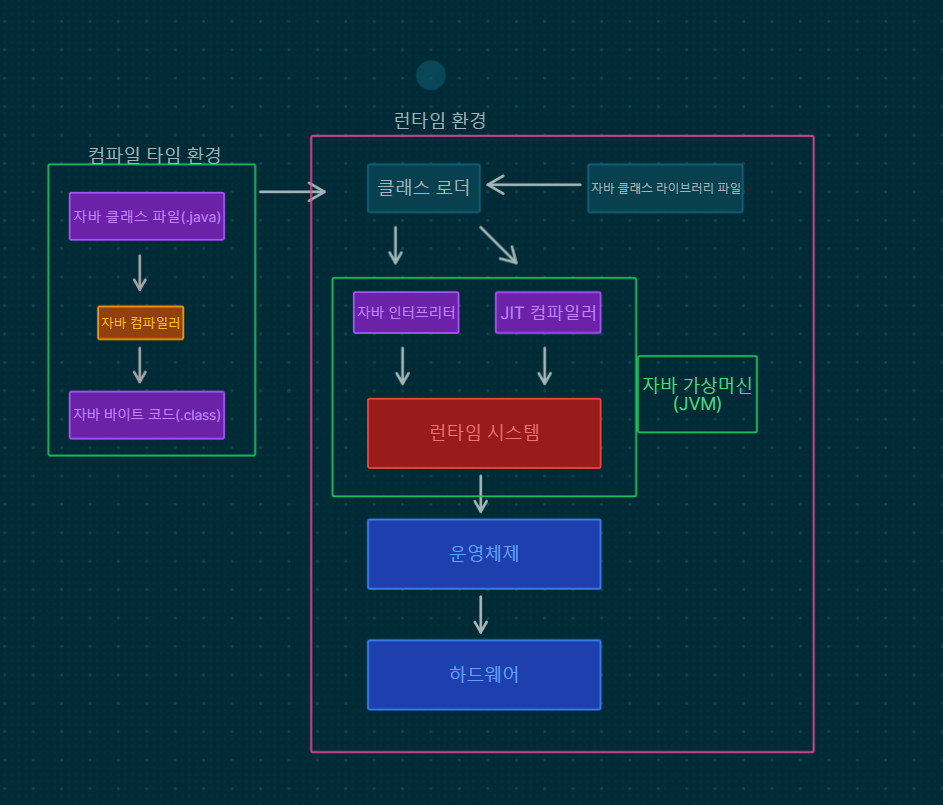 컴파일 타임 환경
자바 클래스 파일(.java)
자바 컴파일러
자바 바이트 코드(.class)
런타임 환경
클래스 로더
자바 클래스 라이브러리 파일
자바 인터프리터
JIT 컴파일러
런타임 시스템
자바 가상머신
(JVM)
운영체제
하드웨어